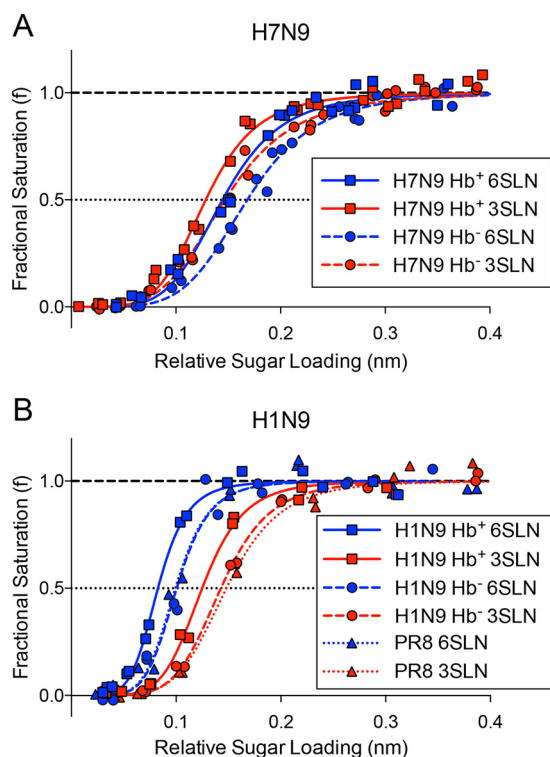 A
H7N9
Fractional Saturation (f)
1.0
0.5
0.0
0.1
0.2
0.3
0.4
Relative Sugar Loading (nm)
H7N9 Hb⁺ 6SLN
H7N9 Hb⁺ 3SLN
H7N9 Hb⁻ 6SLN
H7N9 Hb⁻ 3SLN
B
H1N9
Fractional Saturation (f)
1.0
0.5
0.0
0.1
0.2
0.3
0.4
Relative Sugar Loading (nm)
H1N9 Hb⁺ 6SLN
H1N9 Hb⁺ 3SLN
H1N9 Hb⁻ 6SLN
H1N9 Hb⁻ 3SLN
PR8 6SLN
PR8 3SLN